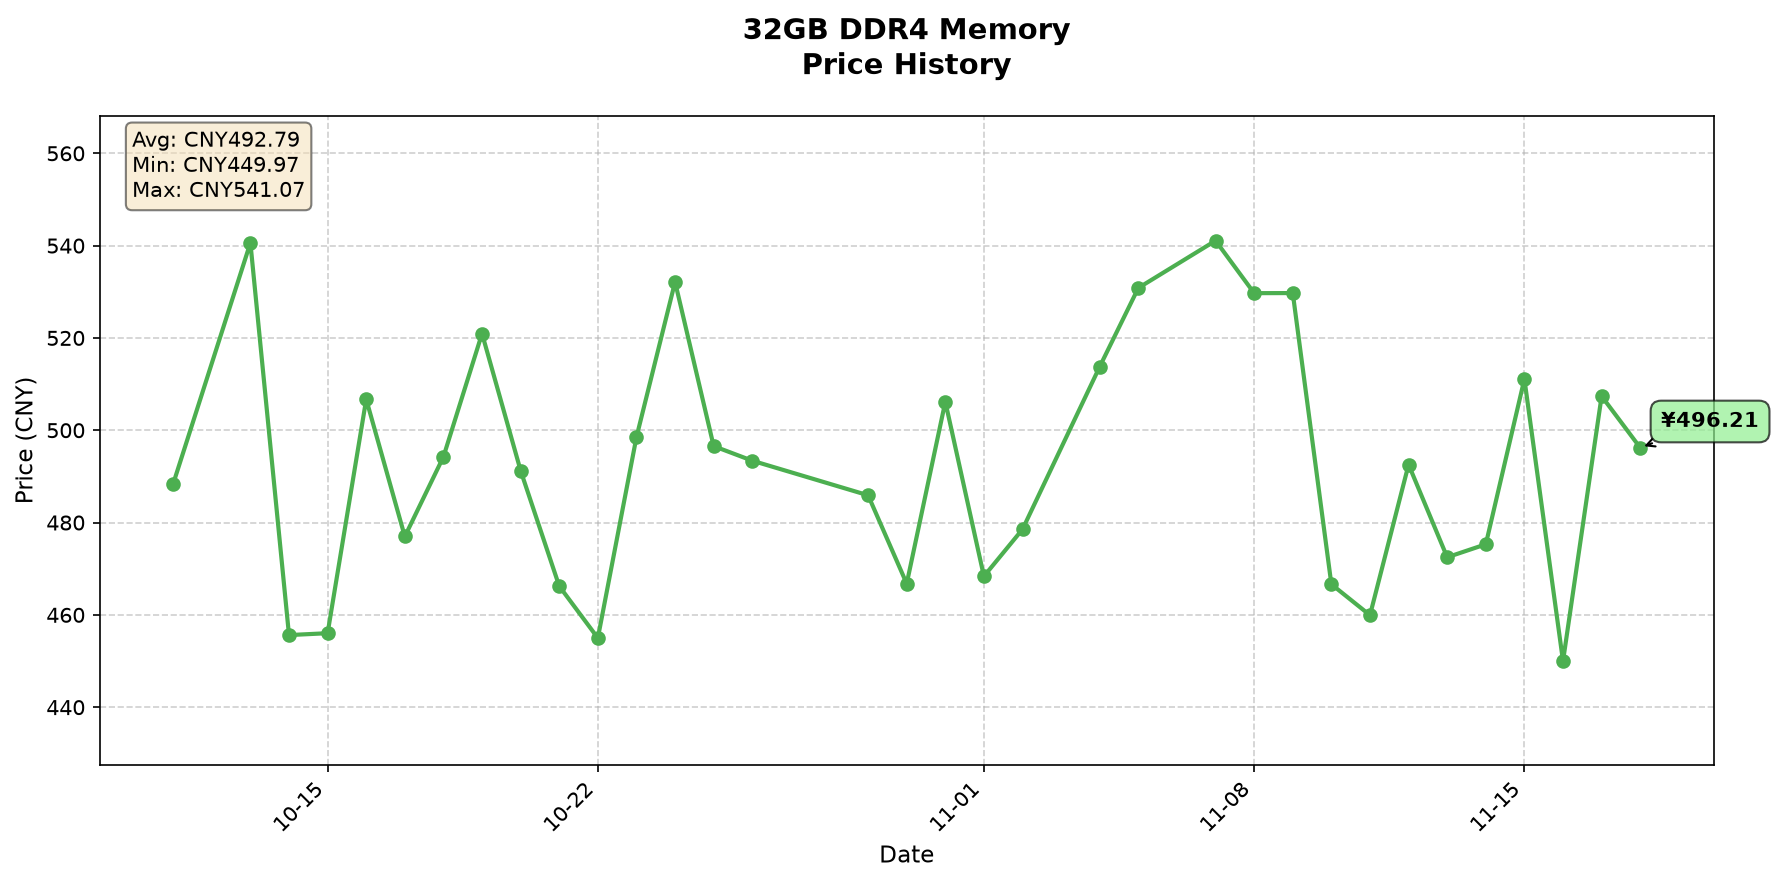 32GB DDR4 Memory
Price History
Avg: CNY492.79
Min: CNY449.97
Max: CNY541.07
560
540
520
500
480
460
440
Price (CNY)
¥496.21
10-15
10-22
11-01
11-08
11-15
Date